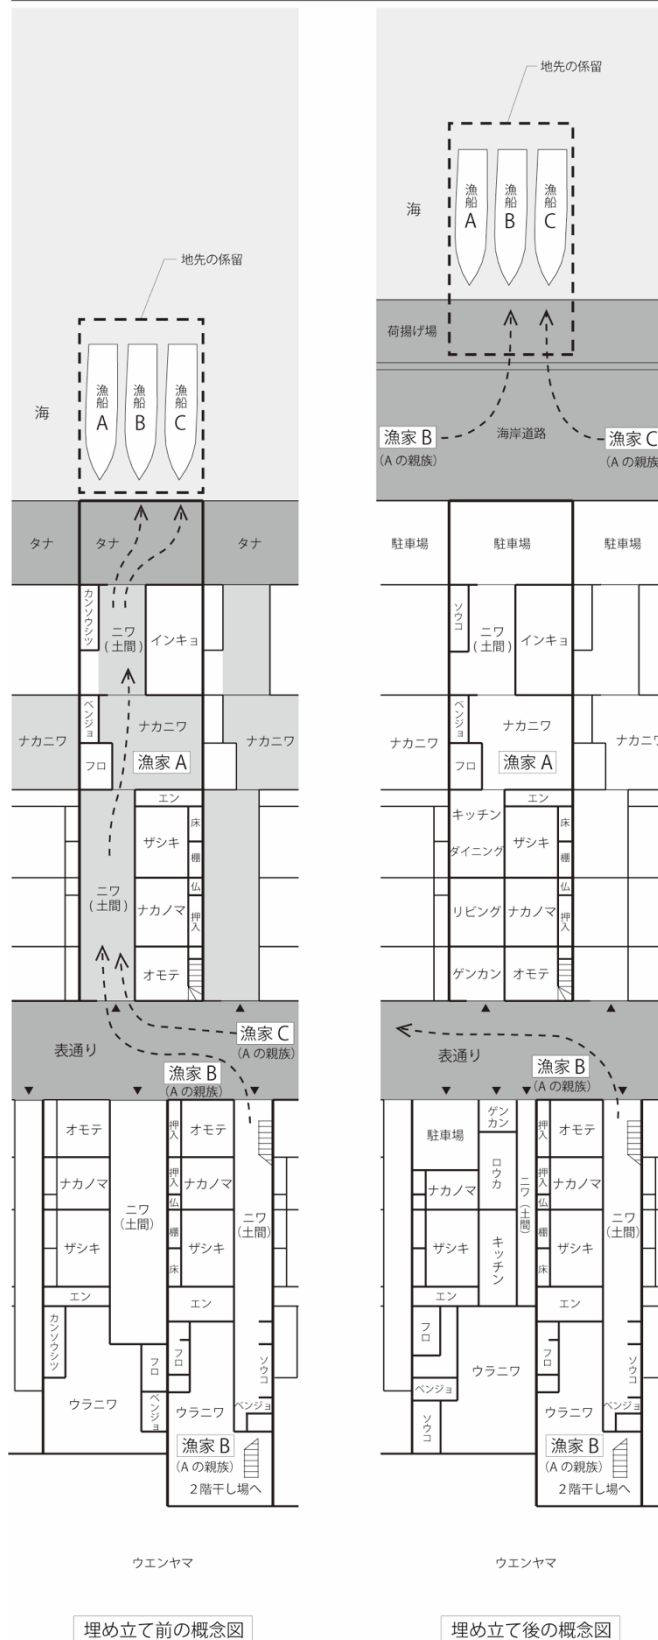 地先の係留
漁船 A
漁船 B
漁船 C
海
タナ
タナ
タナ
カンソウシツ
ニワ
(土間)
インキョ
ベンジョ
ナカニワ
ナカニワ
ナカニワ
フロ
漁家 A
エン
ザシキ
床
棚
ニワ
(土間)
ナカノマ
仏
押入
オモテ
表通り
漁家 C
(A の親族)
漁家 B
(A の親族)
オモテ
押入
オモテ
ナカノマ
押入
ナカノマ
ニワ
(土間)
仏
ニワ
(土間)
ザシキ
棚
ザシキ
床
エン
エン
カンソウシツ
フロ
フロ
ソウコ
ウラニワ
ベンジョ
ウラニワ
ベンジョ
漁家 B
(A の親族)
2階干し場へ
ウエンヤマ
埋め立て前の概念図
地先の係留
漁船 A
漁船 B
漁船 C
海
荷揚げ場
漁家 B
(A の親族)
海岸道路
漁家 C
(A の親族
駐車場
駐車場
駐車場
ソウコ
ニワ
(土間)
インキョ
ベンジョ
ナカニワ
ナカニワ
ナカニワ
フロ
漁家 A
エン
キッチン
ダイニング
ザシキ
床
棚
リビング
ナカノマ
仏
押入
ゲンカン
オモテ
表通り
漁家 B
(A の親族)
駐車場
ゲン
カン
押入
オモテ
ロウカ
ナカノマ
ニワ(土間)
押入
ナカノマ
仏
ニワ
(土間)
ザシキ
キッチン
棚
ザシキ
床
エン
エン
フロ
フロ
ソウコ
ウラニワ
ベンジョ
ソウコ
ウラニワ
ベンジョ
漁家 B
(A の親族)
2階干し場へ
ウエンヤマ
埋め立て後の概念図